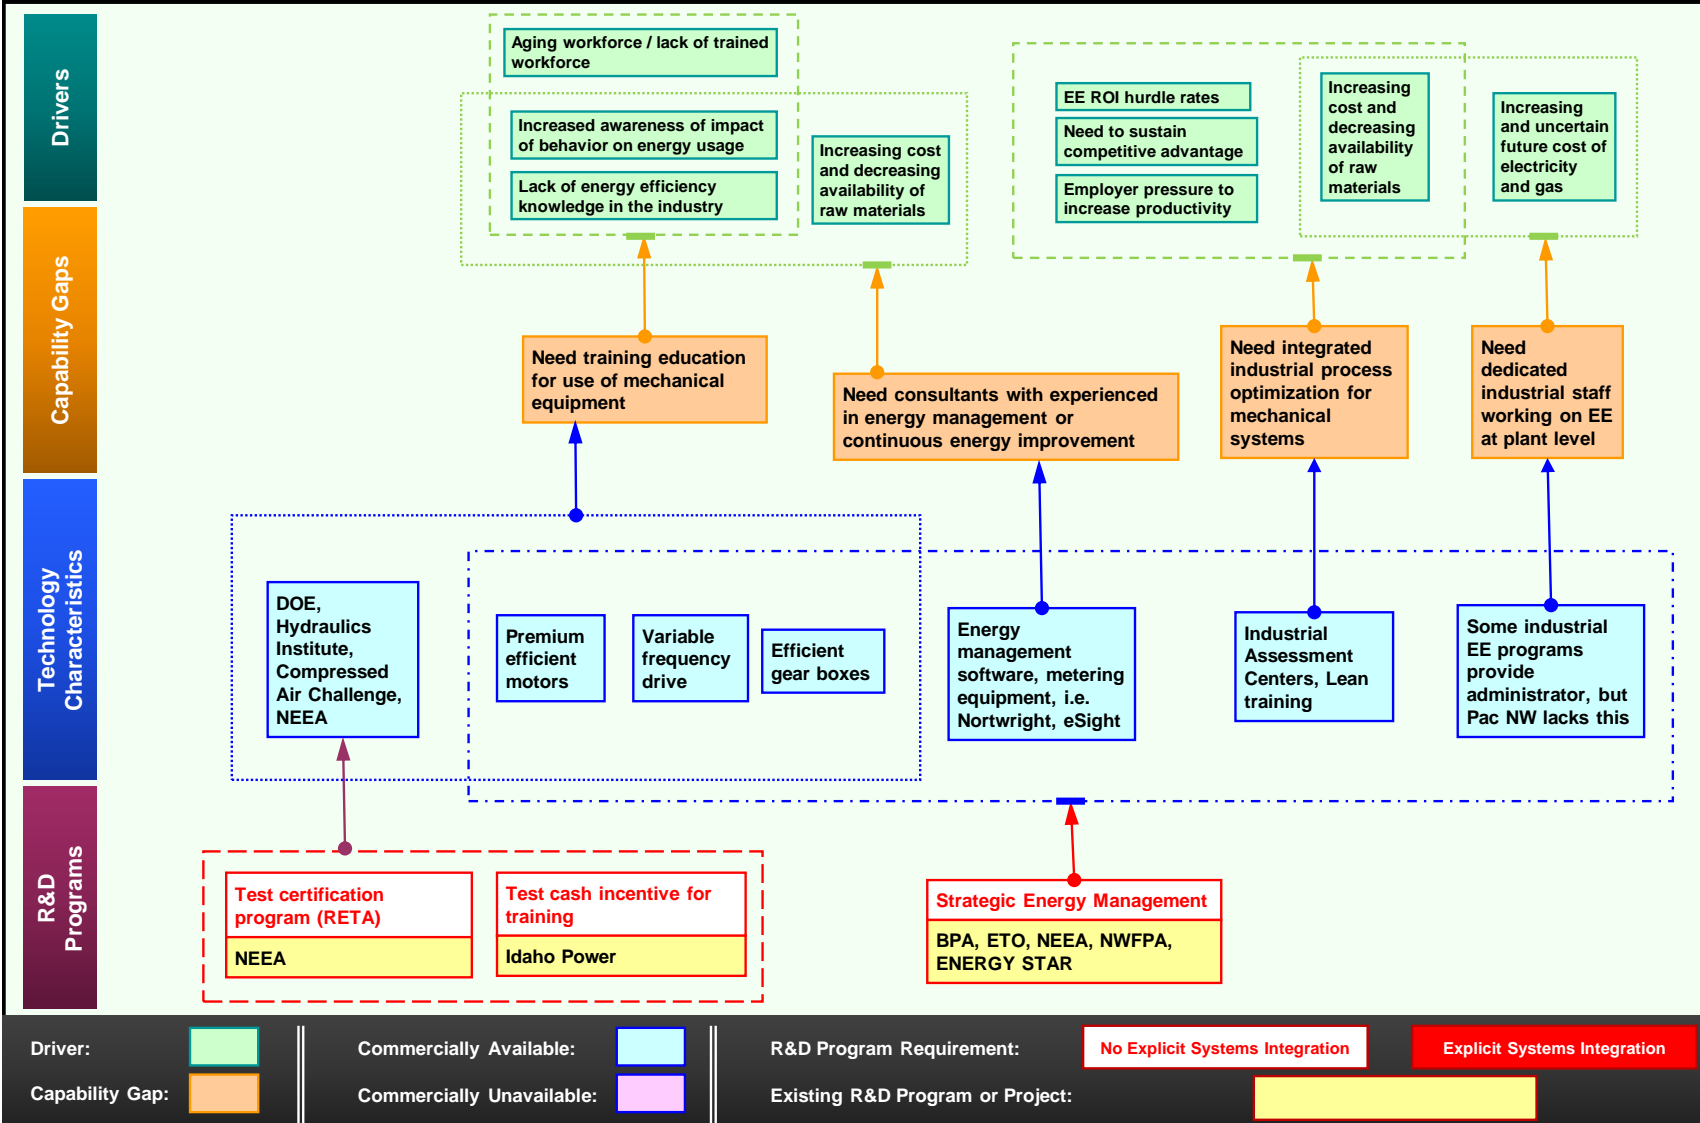 Drivers
Aging workforce / lack of trained
workforce
Increased awareness of impact
of behavior on energy usage
Lack of energy efficiency
knowledge in the industry
Increasing cost
and decreasing
availability of
raw materials
EE ROI hurdle rates
Need to sustain
competitive advantage
Employer pressure to
increase productivity
Increasing
cost and
decreasing
availability
of raw
materials
Increasing
and uncertain
future cost of
electricity
and gas
Capability Gaps
Need training education
for use of mechanical
equipment
Need consultants with experienced
in energy management or
continuous energy improvement
Need integrated
industrial process
optimization for
mechanical
systems
Need
dedicated
industrial staff
working on EE
at plant level
Technology
Characteristics
DOE,
Hydraulics
Institute,
Compressed
Air Challenge,
NEEA
Premium
efficient
motors
Variable
frequency
drive
Efficient
gear boxes
Energy
management
software, metering
equipment, i.e.
Nortwright, eSight
Industrial
Assessment
Centers, Lean
training
Some industrial
EE programs
provide
administrator, but
Pac NW lacks this
R&D
Programs
Test certification
program (RETA)
NEEA
Test cash incentive for
training
Idaho Power
Strategic Energy Management
BPA, ETO, NEEA, NWFPA,
ENERGY STAR
Driver:
Capability Gap:
Commercially Available:
Commercially Unavailable:
R&D Program Requirement:
No Explicit Systems Integration
Explicit Systems Integration
Existing R&D Program or Project: